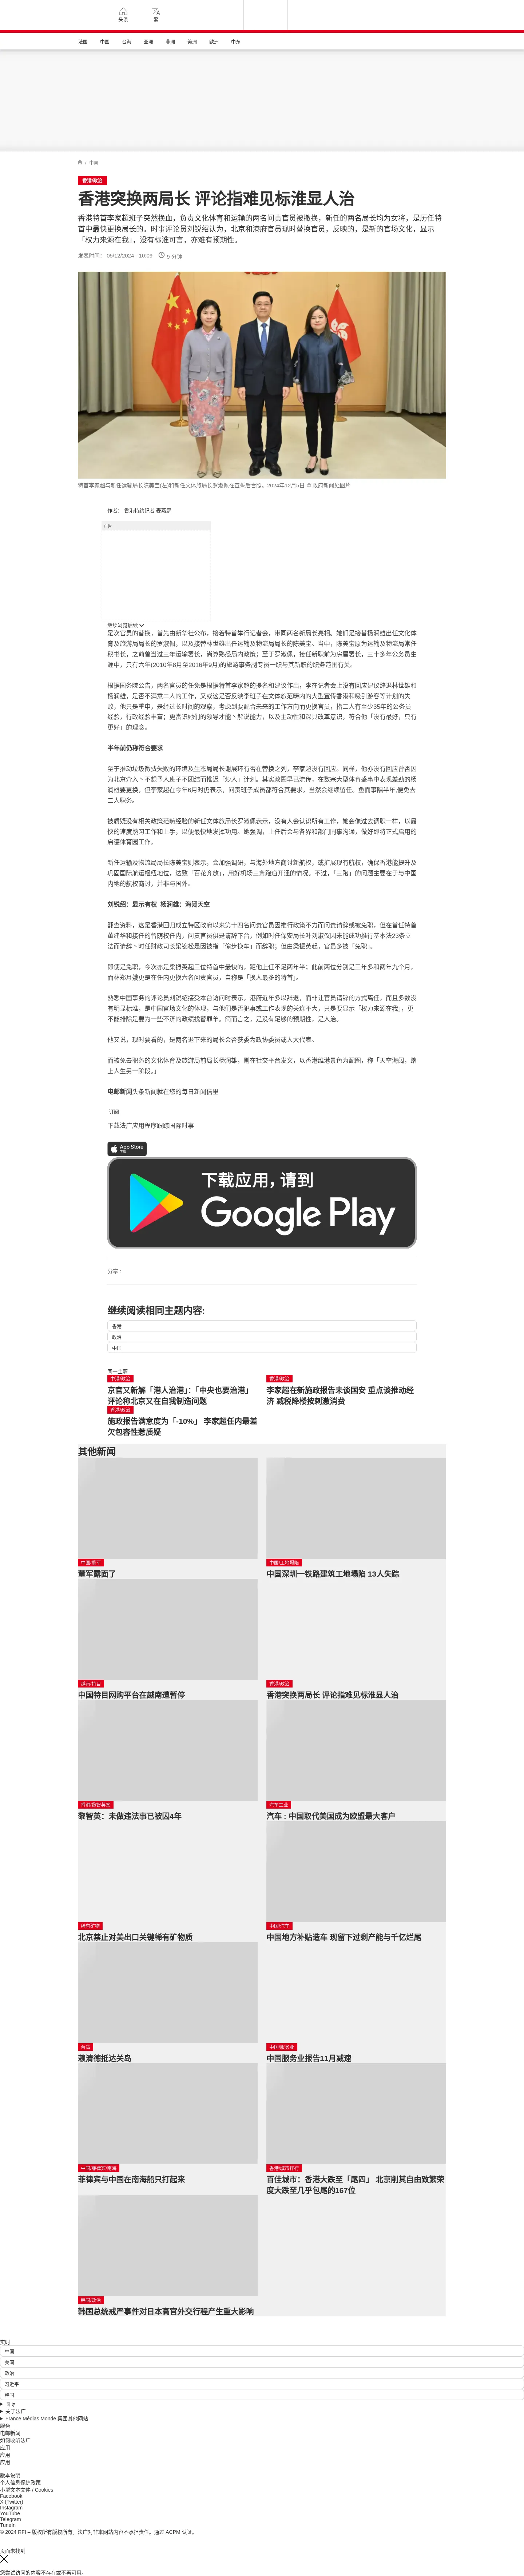 头条
繁
法国
中国
台海
亚洲
非洲
美洲
欧洲
中东
/ 中国
香港/政治
香港突换两局长 评论指难见标准显人治
香港特首李家超班子突然换血，负责文化体育和运输的两名问责官员被撤换，新任的两名局长均为女将，是历任特
首中最快更换局长的。时事评论员刘锐绍认为，北京和港府官员现时替换官员，反映的，是新的官场文化，显示
「权力来源在我」，没有标准可言，亦难有预期性。
发表时间： 05/12/2024 - 10:09
9 分钟
特首李家超与新任运输局长陈美宝(左)和新任文体旅局长罗淑佩在宣誓后合照。2024年12月5日 © 政府新闻处图片
作者： 香港特约记者 麦燕庭
广告
继续浏览后续
是次官员的替换，首先由新华社公布，接着特首举行记者会，带同两名新局长亮相。她们是接替杨润雄出任文化体
育及旅游局局长的罗淑佩，以及接替林世雄出任运输及物流局局长的陈美宝。当中，陈美宝原为运输及物流局常任
秘书长，之前曾当过三年运输署长，尚算熟悉局内政策；至于罗淑佩，接任新职前为房屋署长，三十多年公务员生
涯中，只有六年(2010年8月至2016年9月)的旅游事务副专员一职与其新职的职务范围有关。
根据国务院公告，两名官员的任免是根据特首李家超的提名和建议作出，李在记者会上没有回应建议辞退林世雄和
杨润雄，是否不满意二人的工作，又或这是否反映李班子在文体旅范畴内的大型宣传香港和吸引游客等计划的失
败，他只是重申，是经过长时间的观察，考虑到要配合未来的工作方向而更换官员，指二人有至少35年的公务员
经验，行政经验丰富；更赏识她们的领导才能丶解说能力，以及主动性和深具改革意识，符合他「没有最好，只有
更好」的理念。
半年前仍称符合要求
至于推动垃圾徵费失败的环境及生态局局长谢展环有否在替换之列，李家超没有回应。同样，他亦没有回应曾否因
为北京介入丶不想予人班子不团结而推迟「炒人」计划。其实政圈早已流传，在数宗大型体育盛事中表现差劲的杨
润雄要更换，但李家超在今年6月时仍表示，问责班子成员都符合其要求，当然会继续留任。鱼而事隔半年,便免去
二人职务。
被质疑没有相关政策范畴经验的新任文体旅局长罗淑佩表示，没有人会认识所有工作，她会像过去调职一样，以最
快的速度熟习工作和上手，以便最快地发挥功用。她强调，上任后会与各界和部门同事沟通，做好即将正式启用的
启德体育园工作。
新任运输及物流局局长陈美宝则表示，会加强调研，与海外地方商讨新航权，或扩展现有航权，确保香港能提升及
巩固国际航运枢纽地位，达致「百花齐放」，用好机场三条跑道开通的情况。不过，「三跑」的问题主要在于与中国
内地的航权商讨，并非与国外。
刘锐绍：显示有权 杨润雄：海阔天空
翻查资料，这是香港回归成立特区政府以来第十四名问责官员因推行政策不力而问责请辞或被免职，但在首任特首
董建华和接任的曾荫权任内，问责官员俱是请辞下台，例如时任保安局长叶刘淑仪因未能成功推行基本法23条立
法而请辞丶时任财政司长梁锦松是因被指「偷步换车」而辞职；但由梁振英起，官员多被「免职」。
即使是免职，今次亦是梁振英起三位特首中最快的，距他上任不足两年半；此前两位分别是三年多和两年九个月，
而林郑月娥更是在任内更换六名问责官员，自称是「换人最多的特首」。
熟悉中国事务的评论员刘锐绍接受本台访问时表示，港府近年多以辞退，而非让官员请辞的方式离任，而且多数没
有明显标准，是中国官场文化的体现，与他们是否犯事或工作表现的关连不大，只是要显示「权力来源在我」，更
不能排除是要为一些不济的政绩找替罪羊。简而言之，是没有足够的预期性，是人治。
他又说，现时要看的，是两名退下来的局长会否获委为政协委员或人大代表。
而被免去职务的文化体育及旅游局前局长杨润雄，则在社交平台发文，以香港维港景色为配图，称「天空海阔，踏
上人生另一阶段。」
电邮新闻头条新闻就在您的每日新闻信里
订阅
下载法广应用程序跟踪国际时事
App Store
下载
下载应用，请到
Google Play
分享 :
继续阅读相同主题内容:
香港
政治
中国
同一主题
中港/政治
京官又新解「港人治港」:「中央也要治港」
评论称北京又在自我制造问题
香港/政治
李家超在新施政报告未谈国安 重点谈推动经
济 减税降楼按刺激消费
香港/政治
施政报告满意度为「-10%」 李家超任内最差
欠包容性惹质疑
其他新闻
中国/董军
董军露面了
中国/工地塌陷
中国深圳一铁路建筑工地塌陷 13人失踪
越南/特目
中国特目网购平台在越南遭暂停
香港/政治
香港突换两局长 评论指难见标准显人治
香港/黎智英案
黎智英：未做违法事已被囚4年
汽车工业
汽车 : 中国取代美国成为欧盟最大客户
稀有矿物
北京禁止对美出口关键稀有矿物质
中国/汽车
中国地方补贴造车 现留下过剩产能与千亿烂尾
台湾
赖清德抵达关岛
中国/服务业
中国服务业报告11月减速
中国/菲律宾/南海
菲律宾与中国在南海船只打起来
香港/城市排行
百佳城市：香港大跌至「尾四」 北京削其自由致繁荣
度大跌至几乎包尾的167位
韩国/政治
韩国总统戒严事件对日本高官外交行程产生重大影响
实时
中国
美国
政治
习近平
韩国
国际
关于法广
France Médias Monde 集团其他网站
服务
电邮新闻
如何收听法广
应用
应用
应用
版本说明
个人信息保护政策
小型文本文件 / Cookies
Facebook
X (Twitter)
Instagram
YouTube
Telegram
TuneIn
© 2024 RFI – 版权所有版权所有。法广对非本网站内容不承担责任。通过 ACPM 认证。
页面未找到
您尝试访问的内容不存在或不再可用。